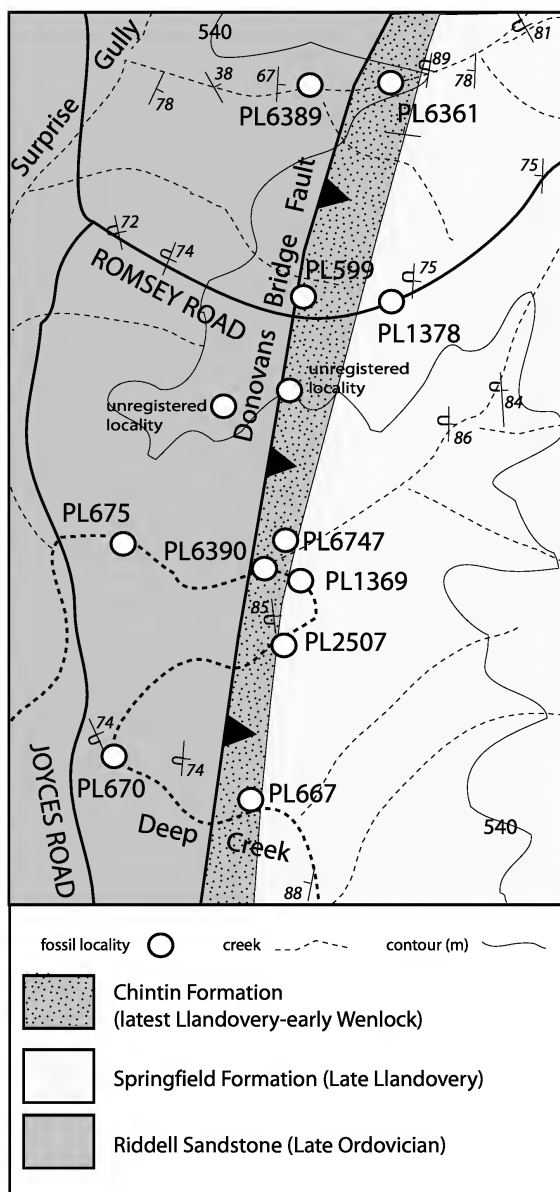 540
81
Surprise Gully
89
38
67
78
78
PL6389
PL6361
75
Donovans Bridge Fault
72
74
ROMSEY ROAD
PL599
75
PL1378
unregistered
locality
unregistered
locality
84
86
PL675
PL6390
PL6747
PL1369
85
PL2507
74
PL670
74
PL667
JOYCES ROAD
Deep Creek
540
88
fossil locality
creek
contour (m)
Chintin Formation
(latest Llandovery-early Wenlock)
Springfield Formation (Late Llandovery)
Riddell Sandstone (Late Ordovician)